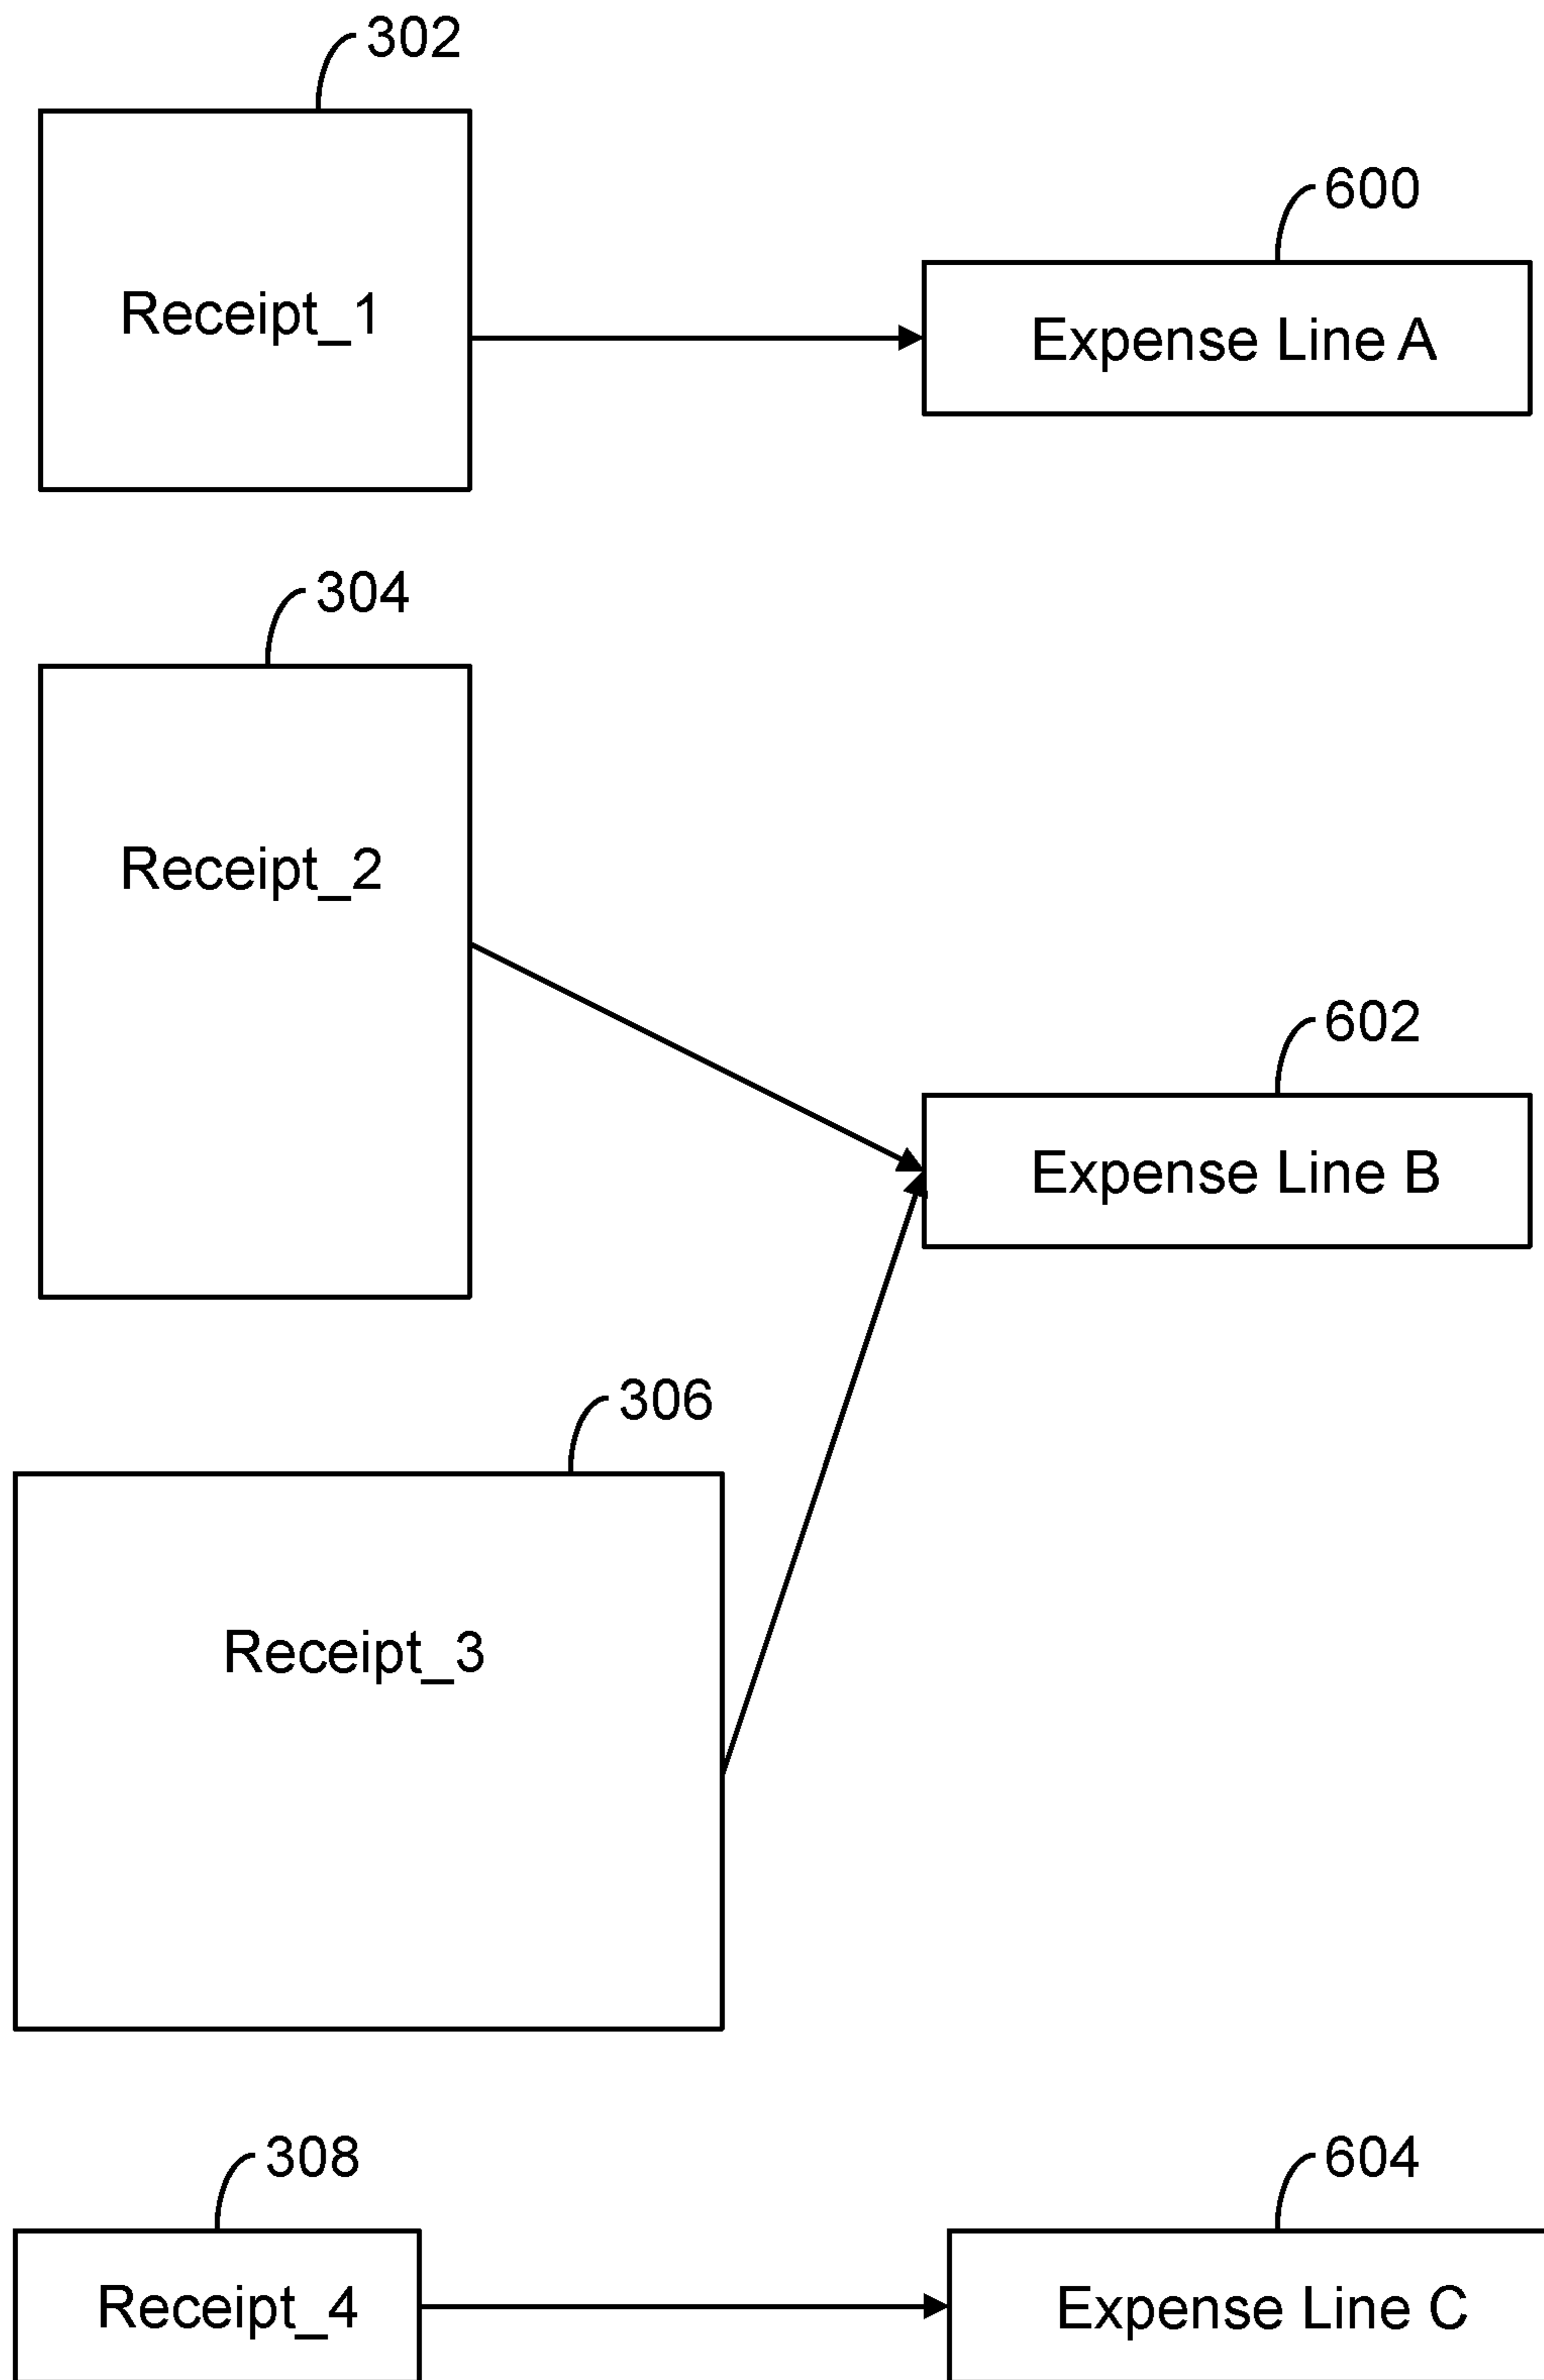 302
600
Receipt_1
Expense Line A
304
Receipt_2
602
Expense Line B
306
Receipt_3
308
604
Receipt_4
Expense Line C